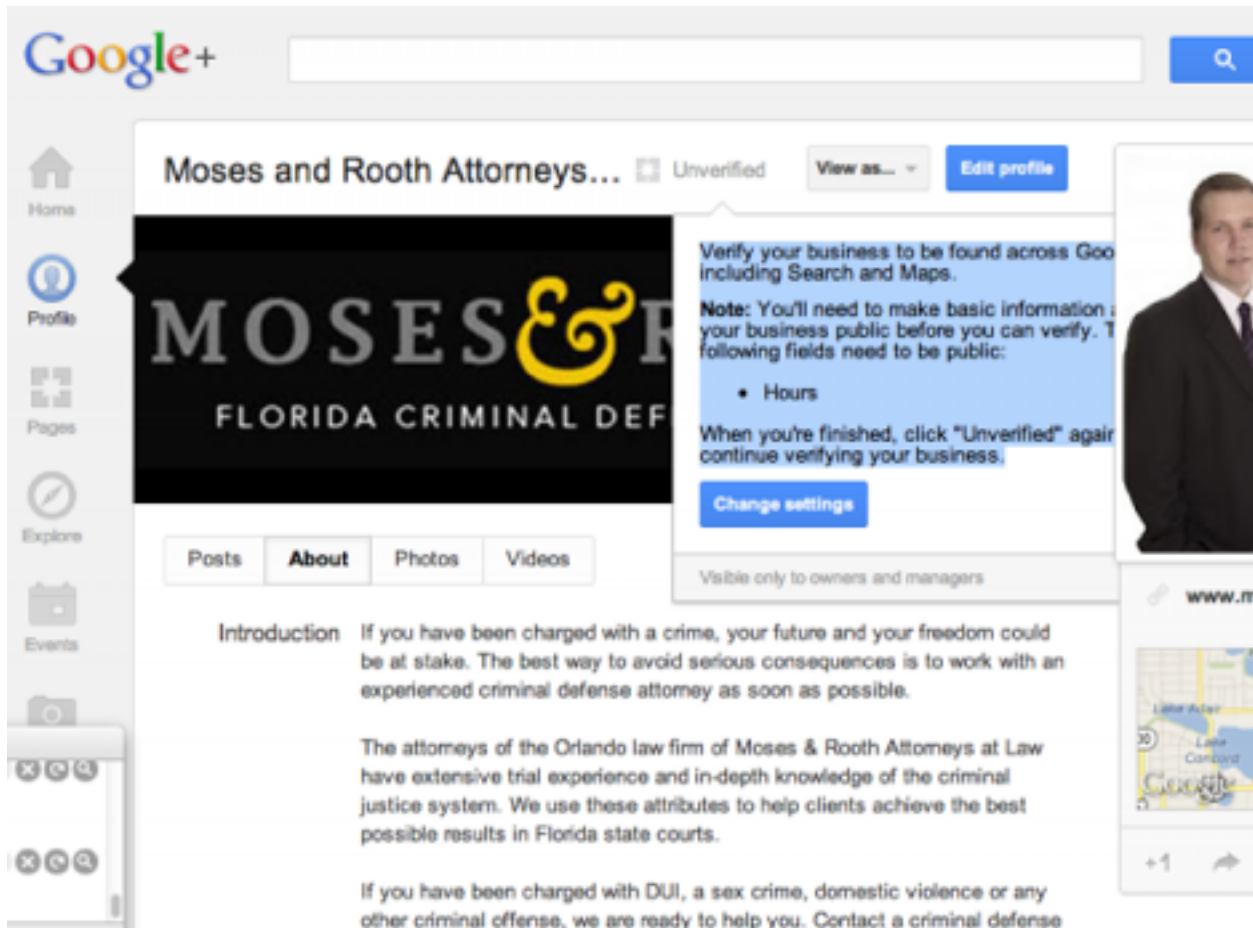 Google+
Moses and Rooth Attorneys... Unverified View as... Edit profile
Home
Profile
Pages
Explore
Events
MOSES&R
FLORIDA CRIMINAL DEF
Verify your business to be found across Goo
including Search and Maps.
Note: You'll need to make basic information a
your business public before you can verify. T
following fields need to be public:
• Hours
When you're finished, click "Unverified" again
continue verifying your business.
Change settings
Visible only to owners and managers
Posts About Photos Videos
www.m
Introduction If you have been charged with a crime, your future and your freedom could
be at stake. The best way to avoid serious consequences is to work with an
experienced criminal defense attorney as soon as possible.
The attorneys of the Orlando law firm of Moses & Rooth Attorneys at Law
have extensive trial experience and in-depth knowledge of the criminal
justice system. We use these attributes to help clients achieve the best
possible results in Florida state courts.
If you have been charged with DUI, a sex crime, domestic violence or any
other criminal offense, we are ready to help you. Contact a criminal defense
Lake Adair
Lake
Concord
Google
+1